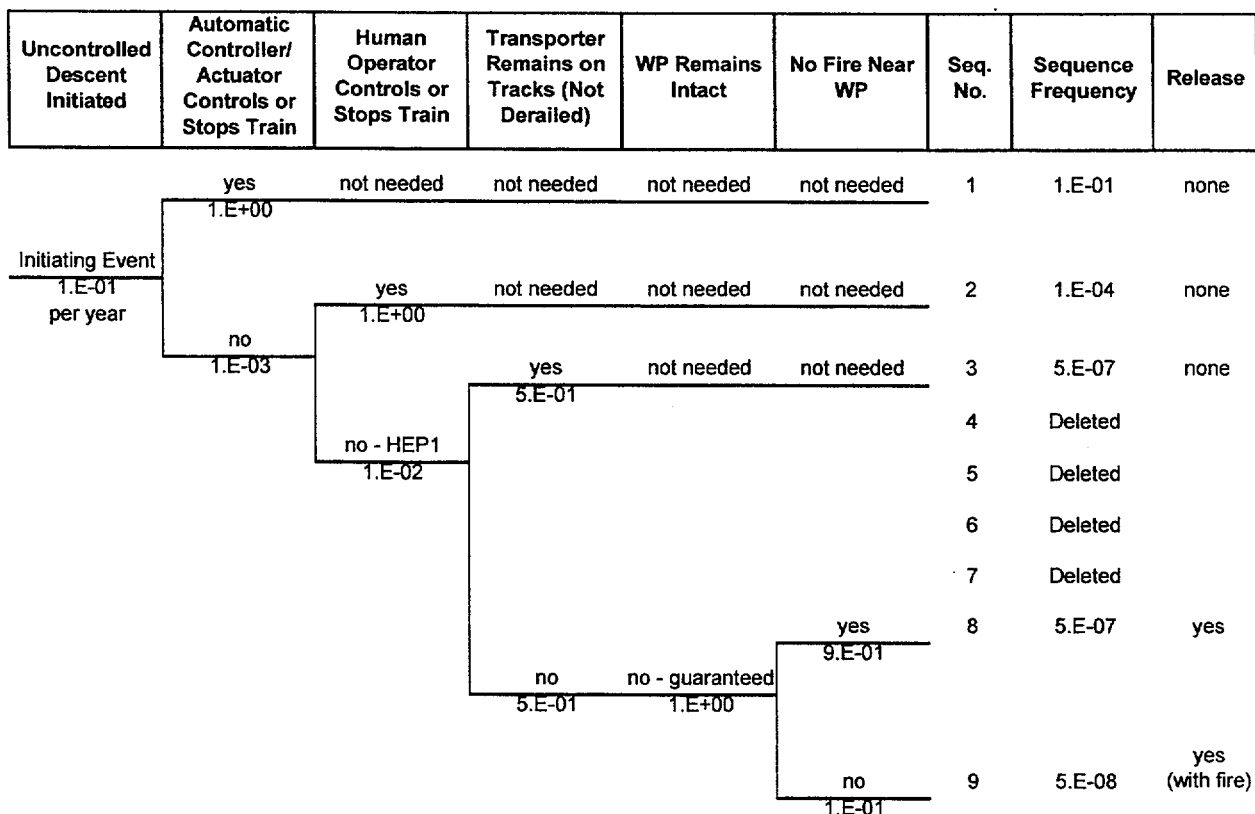 Uncontrolled
Descent
Initiated
Automatic
Controller/
Actuator
Controls or
Stops Train
Human
Operator
Controls or
Stops Train
Transporter
Remains on
Tracks (Not
Derailed)
WP Remains
Intact
No Fire Near
WP
Seq.
No.
Sequence
Frequency
Release
yes not needed not needed not needed not needed 1 1.E-01 none
1.E+00
Initiating Event
1.E-01
per year
yes not needed not needed not needed 2 1.E-04 none
1.E+00
no
1.E-03
yes not needed not needed 3 5.E-07 none
5.E-01
4 Deleted
no - HEP1
1.E-02
5 Deleted
6 Deleted
7 Deleted
yes 8 5.E-07 yes
9.E-01
no no - guaranteed
5.E-01 1.E+00
no 9 5.E-08 yes
(with fire)
1.E-01